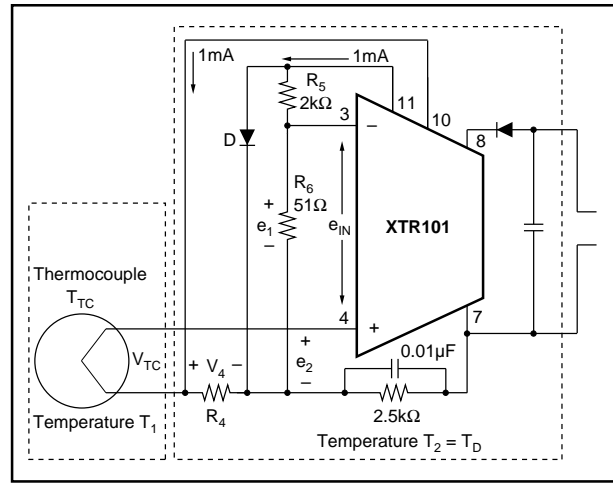 1mA
1mA
R5
2kΩ
11
10
3
−
8
D
R6
51Ω
+
e1
−
eIN
XTR101
Thermocouple
TTC
VTC
4
+
7
+
e2
−
0.01µF
+ V4 −
R4
2.5kΩ
Temperature T1
Temperature T2 = TD